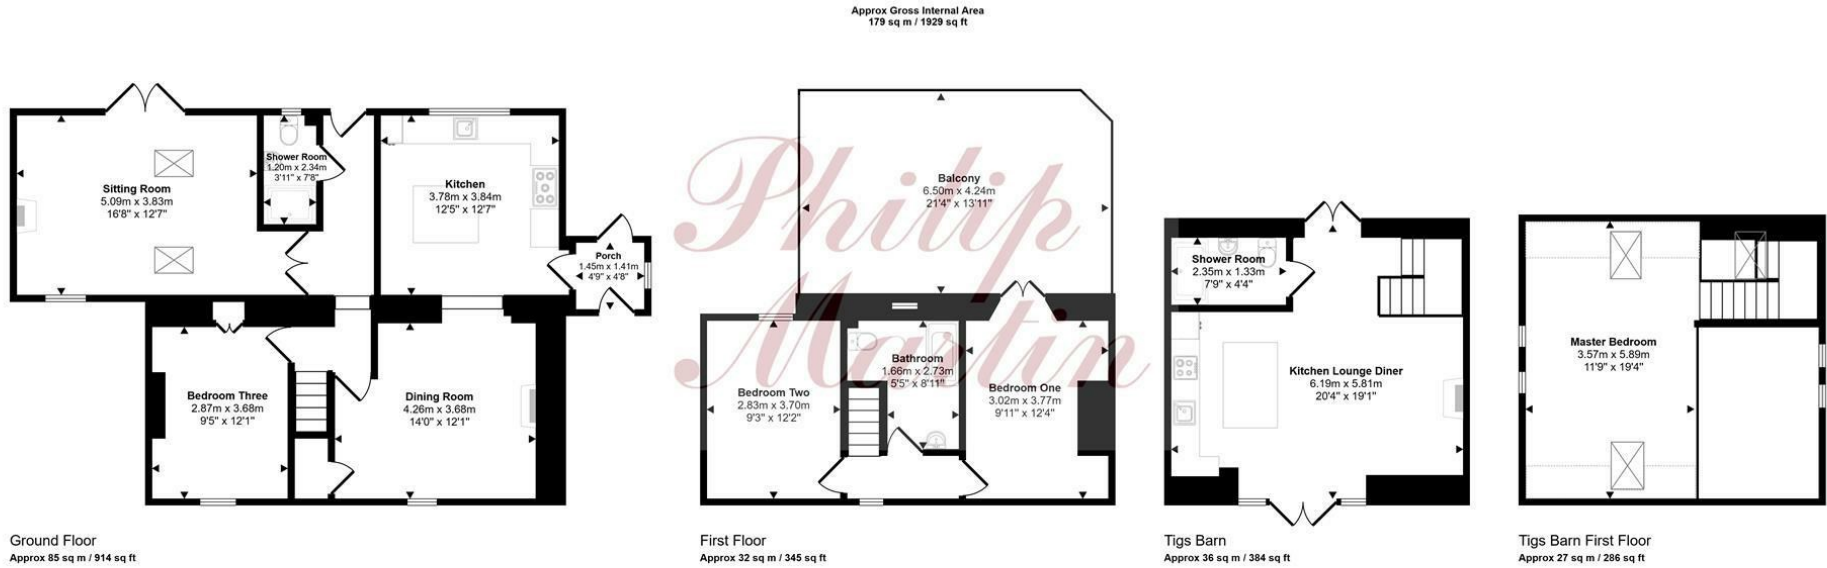 Approx Gross Internal Area
179 sq m / 1929 sq ft
Sitting Room
5.09m x 3.83m
16'8" x 12'7"
Shower Room
1.20m x 2.34m
3'11" x 7'8"
Kitchen
3.78m x 3.84m
12'5" x 12'7"
Porch
1.45m x 1.41m
4'9" x 4'8"
Bedroom Three
2.87m x 3.68m
9'5" x 12'1"
Dining Room
4.26m x 3.68m
14'0" x 12'1"
Ground Floor
Approx 85 sq m / 914 sq ft
Philip
Martin
Balcony
6.50m x 4.24m
21'4" x 13'11"
Bedroom Two
2.83m x 3.70m
9'3" x 12'2"
Bathroom
1.66m x 2.73m
5'5" x 8'11"
Bedroom One
3.02m x 3.77m
9'11" x 12'4"
First Floor
Approx 32 sq m / 345 sq ft
Shower Room
2.35m x 1.33m
7'9" x 4'4"
Kitchen Lounge Diner
6.19m x 5.81m
20'4" x 19'1"
Tigs Barn
Approx 36 sq m / 384 sq ft
Master Bedroom
3.57m x 5.89m
11'9" x 19'4"
Tigs Barn First Floor
Approx 27 sq m / 286 sq ft